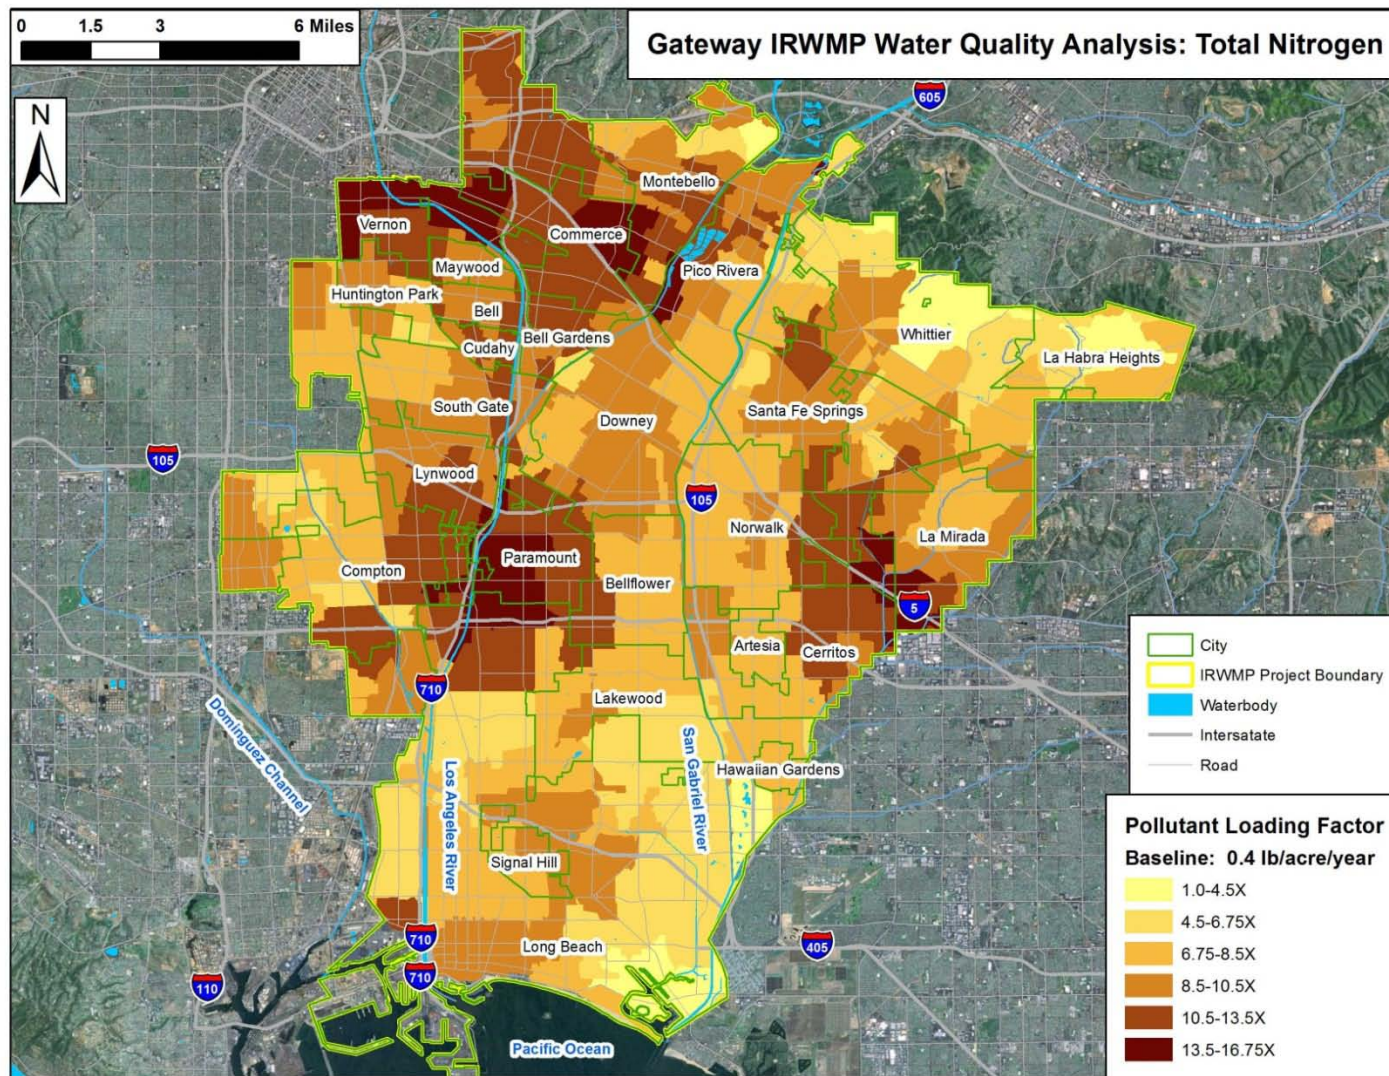 0 1.5 3 6 Miles
Gateway IRWMP Water Quality Analysis: Total Nitrogen
N
605
Montebello
Vernon
Commerce
Maywood
Pico Rivera
Huntington Park
Bell
Bell Gardens
Whittier
Cudahy
La Habra Heights
South Gate
Downey
Santa Fe Springs
105
Lynwood
105
Norwalk
La Mirada
Paramount
Compton
Bellflower
5
Artesia
Cerritos
710
Lakewood
Dominguez Channel
Los Angeles River
San Gabriel River
Hawaiian Gardens
Signal Hill
710
Long Beach
405
710
110
Pacific Ocean
City
IRWMP Project Boundary
Waterbody
Intersatate
Road
Pollutant Loading Factor
Baseline: 0.4 lb/acre/year
1.0-4.5X
4.5-6.75X
6.75-8.5X
8.5-10.5X
10.5-13.5X
13.5-16.75X